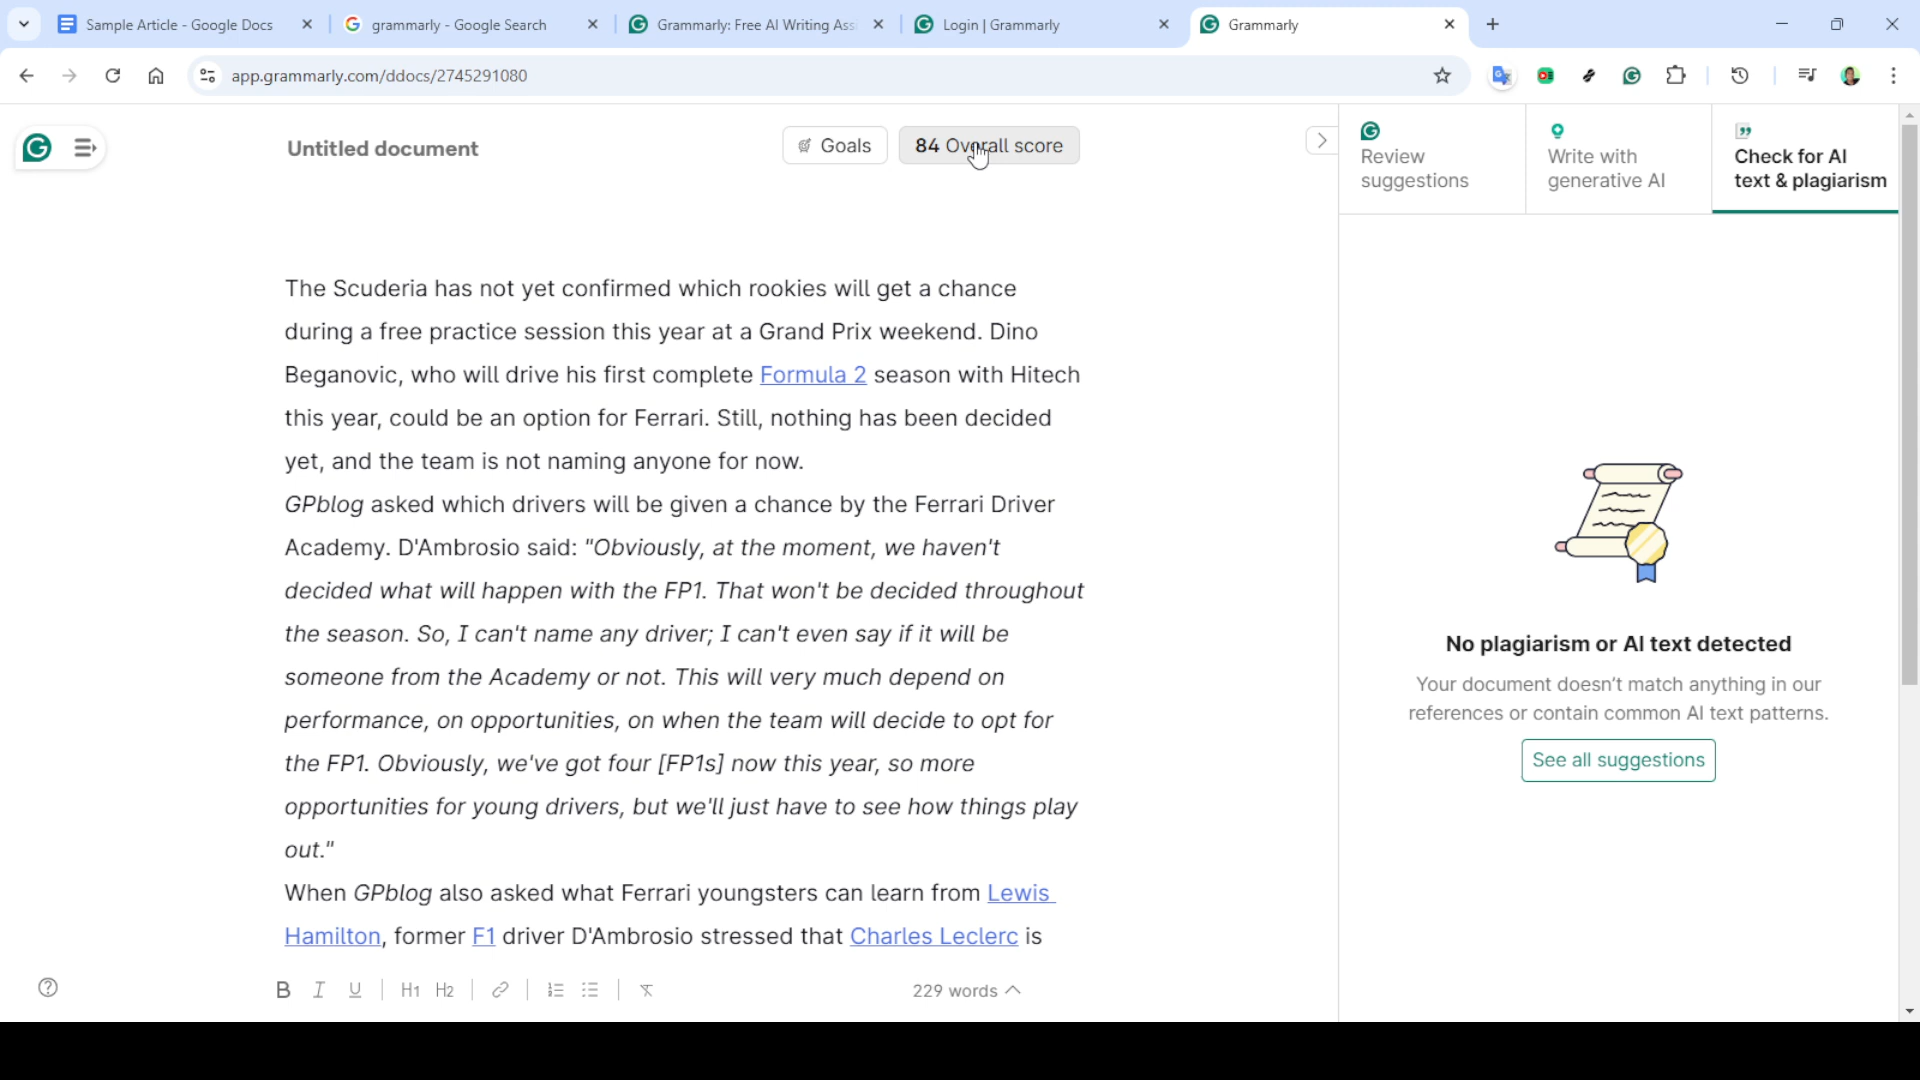 Sample Article - Google Docs
grammarly - Google Search
Grammarly: Free AI Writing Ass
Login | Grammarly
Grammarly
app.grammarly.com/ddocs/2745291080
Untitled document
Goals
84 Overall score
Review
suggestions
Write with
generative AI
Check for AI
text & plagiarism
The Scuderia has not yet confirmed which rookies will get a chance
during a free practice session this year at a Grand Prix weekend. Dino
Beganovic, who will drive his first complete Formula 2 season with Hitech
this year, could be an option for Ferrari. Still, nothing has been decided
yet, and the team is not naming anyone for now.
GPblog asked which drivers will be given a chance by the Ferrari Driver
Academy. D'Ambrosio said: "Obviously, at the moment, we haven't
decided what will happen with the FP1. That won't be decided throughout
the season. So, I can't name any driver; I can't even say if it will be
someone from the Academy or not. This will very much depend on
performance, on opportunities, on when the team will decide to opt for
the FP1. Obviously, we've got four [FP1s] now this year, so more
opportunities for young drivers, but we'll just have to see how things play
out."
When GPblog also asked what Ferrari youngsters can learn from Lewis
Hamilton, former F1 driver D'Ambrosio stressed that Charles Leclerc is
No plagiarism or AI text detected
Your document doesn't match anything in our
references or contain common AI text patterns.
See all suggestions
B I U H1 H2
229 words